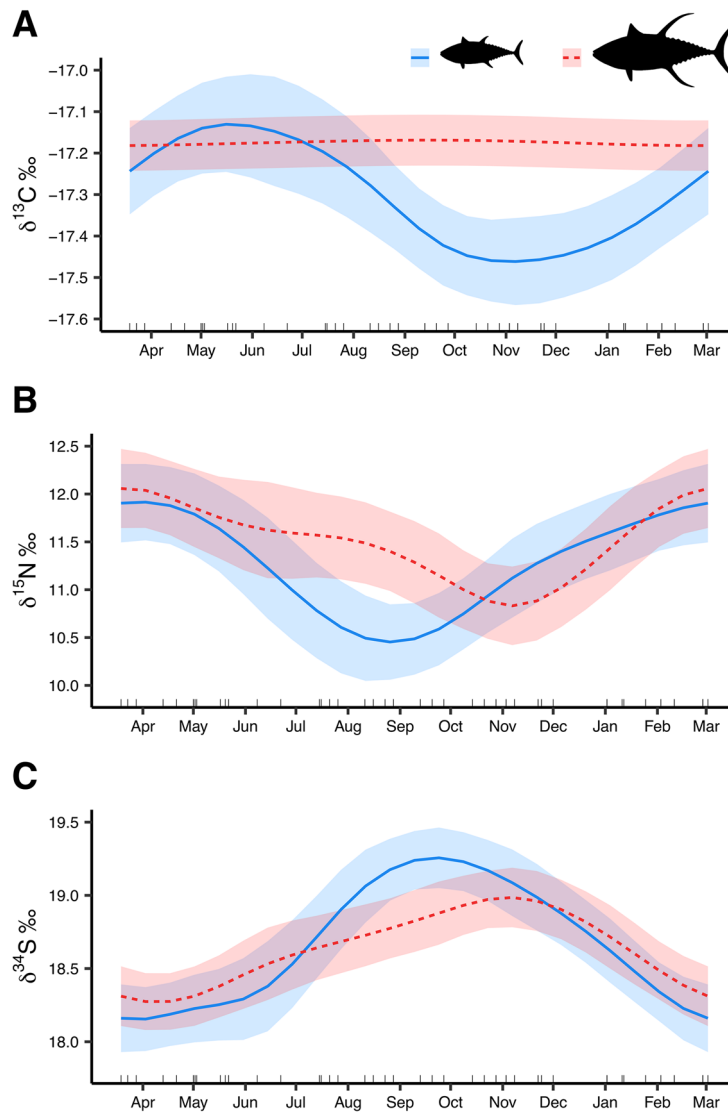 A
−17.0
−17.1
−17.2
−17.3
−17.4
−17.5
−17.6
δ¹³C ‰
Apr May Jun Jul Aug Sep Oct Nov Dec Jan Feb Mar
B
12.5
12.0
11.5
11.0
10.5
10.0
δ¹⁵N ‰
Apr May Jun Jul Aug Sep Oct Nov Dec Jan Feb Mar
C
19.5
19.0
18.5
18.0
δ³⁴S ‰
Apr May Jun Jul Aug Sep Oct Nov Dec Jan Feb Mar